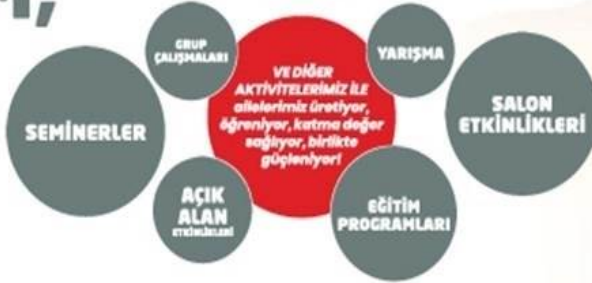 GRUP
ÇALIŞMALARI
YARIŞMA
VE DİĞER
AKTİVİTELERİMİZ İLE
ailelerimiz üretiyor,
öğreniyor, katma değer
sağlıyor, birlikte
güçleniyor!
SEMİNERLER
SALON
ETKİNLİKLERİ
AÇIK
ALAN
ETKİNLİKLERİ
EĞİTİM
PROGRAMLARI